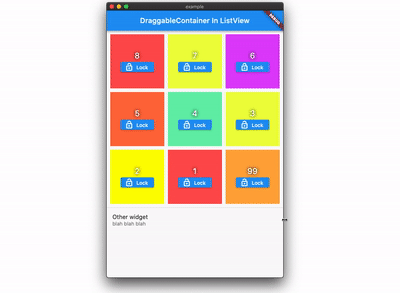 example
DraggableContainer In ListView
DEBUG
8
Lock
7
Lock
6
Lock
5
Lock
4
Lock
3
Lock
2
Lock
1
Lock
99
Lock
Other widget
blah blah blah